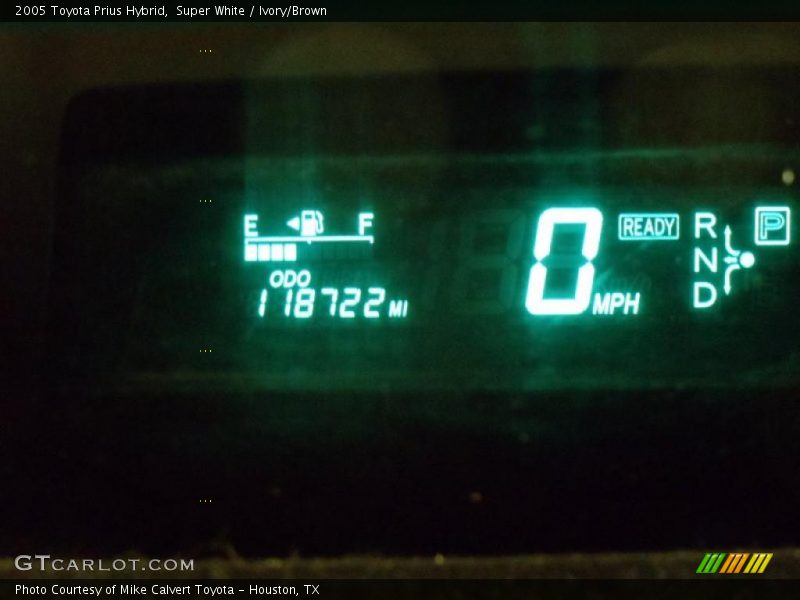 2005 Toyota Prius Hybrid, Super White / Ivory/Brown
E F
ODO
118722 MI
0 MPH
READY
R
N
D
P
GTCARLOT.COM
Photo Courtesy of Mike Calvert Toyota - Houston, TX